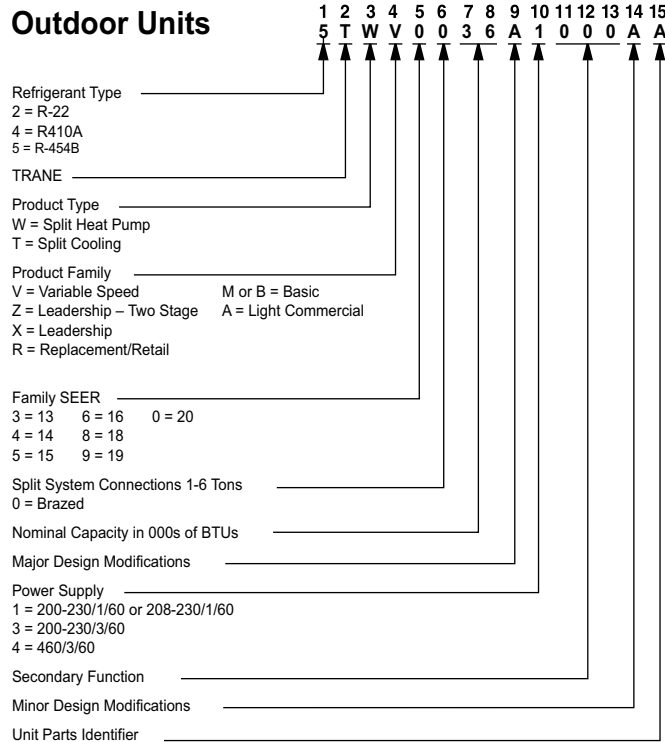 Outdoor Units
1 2 3 4 5 6 7 8 9 10 11 12 13 14 15
5 T W V 0 0 3 6 A 1 0 0 0 A A
Refrigerant Type
2 = R-22
4 = R410A
5 = R-454B
TRANE
Product Type
W = Split Heat Pump
T = Split Cooling
Product Family
V = Variable Speed M or B = Basic
Z = Leadership – Two Stage A = Light Commercial
X = Leadership
R = Replacement/Retail
Family SEER
3 = 13 6 = 16 0 = 20
4 = 14 8 = 18
5 = 15 9 = 19
Split System Connections 1-6 Tons
0 = Brazed
Nominal Capacity in 000s of BTUs
Major Design Modifications
Power Supply
1 = 200-230/1/60 or 208-230/1/60
3 = 200-230/3/60
4 = 460/3/60
Secondary Function
Minor Design Modifications
Unit Parts Identifier